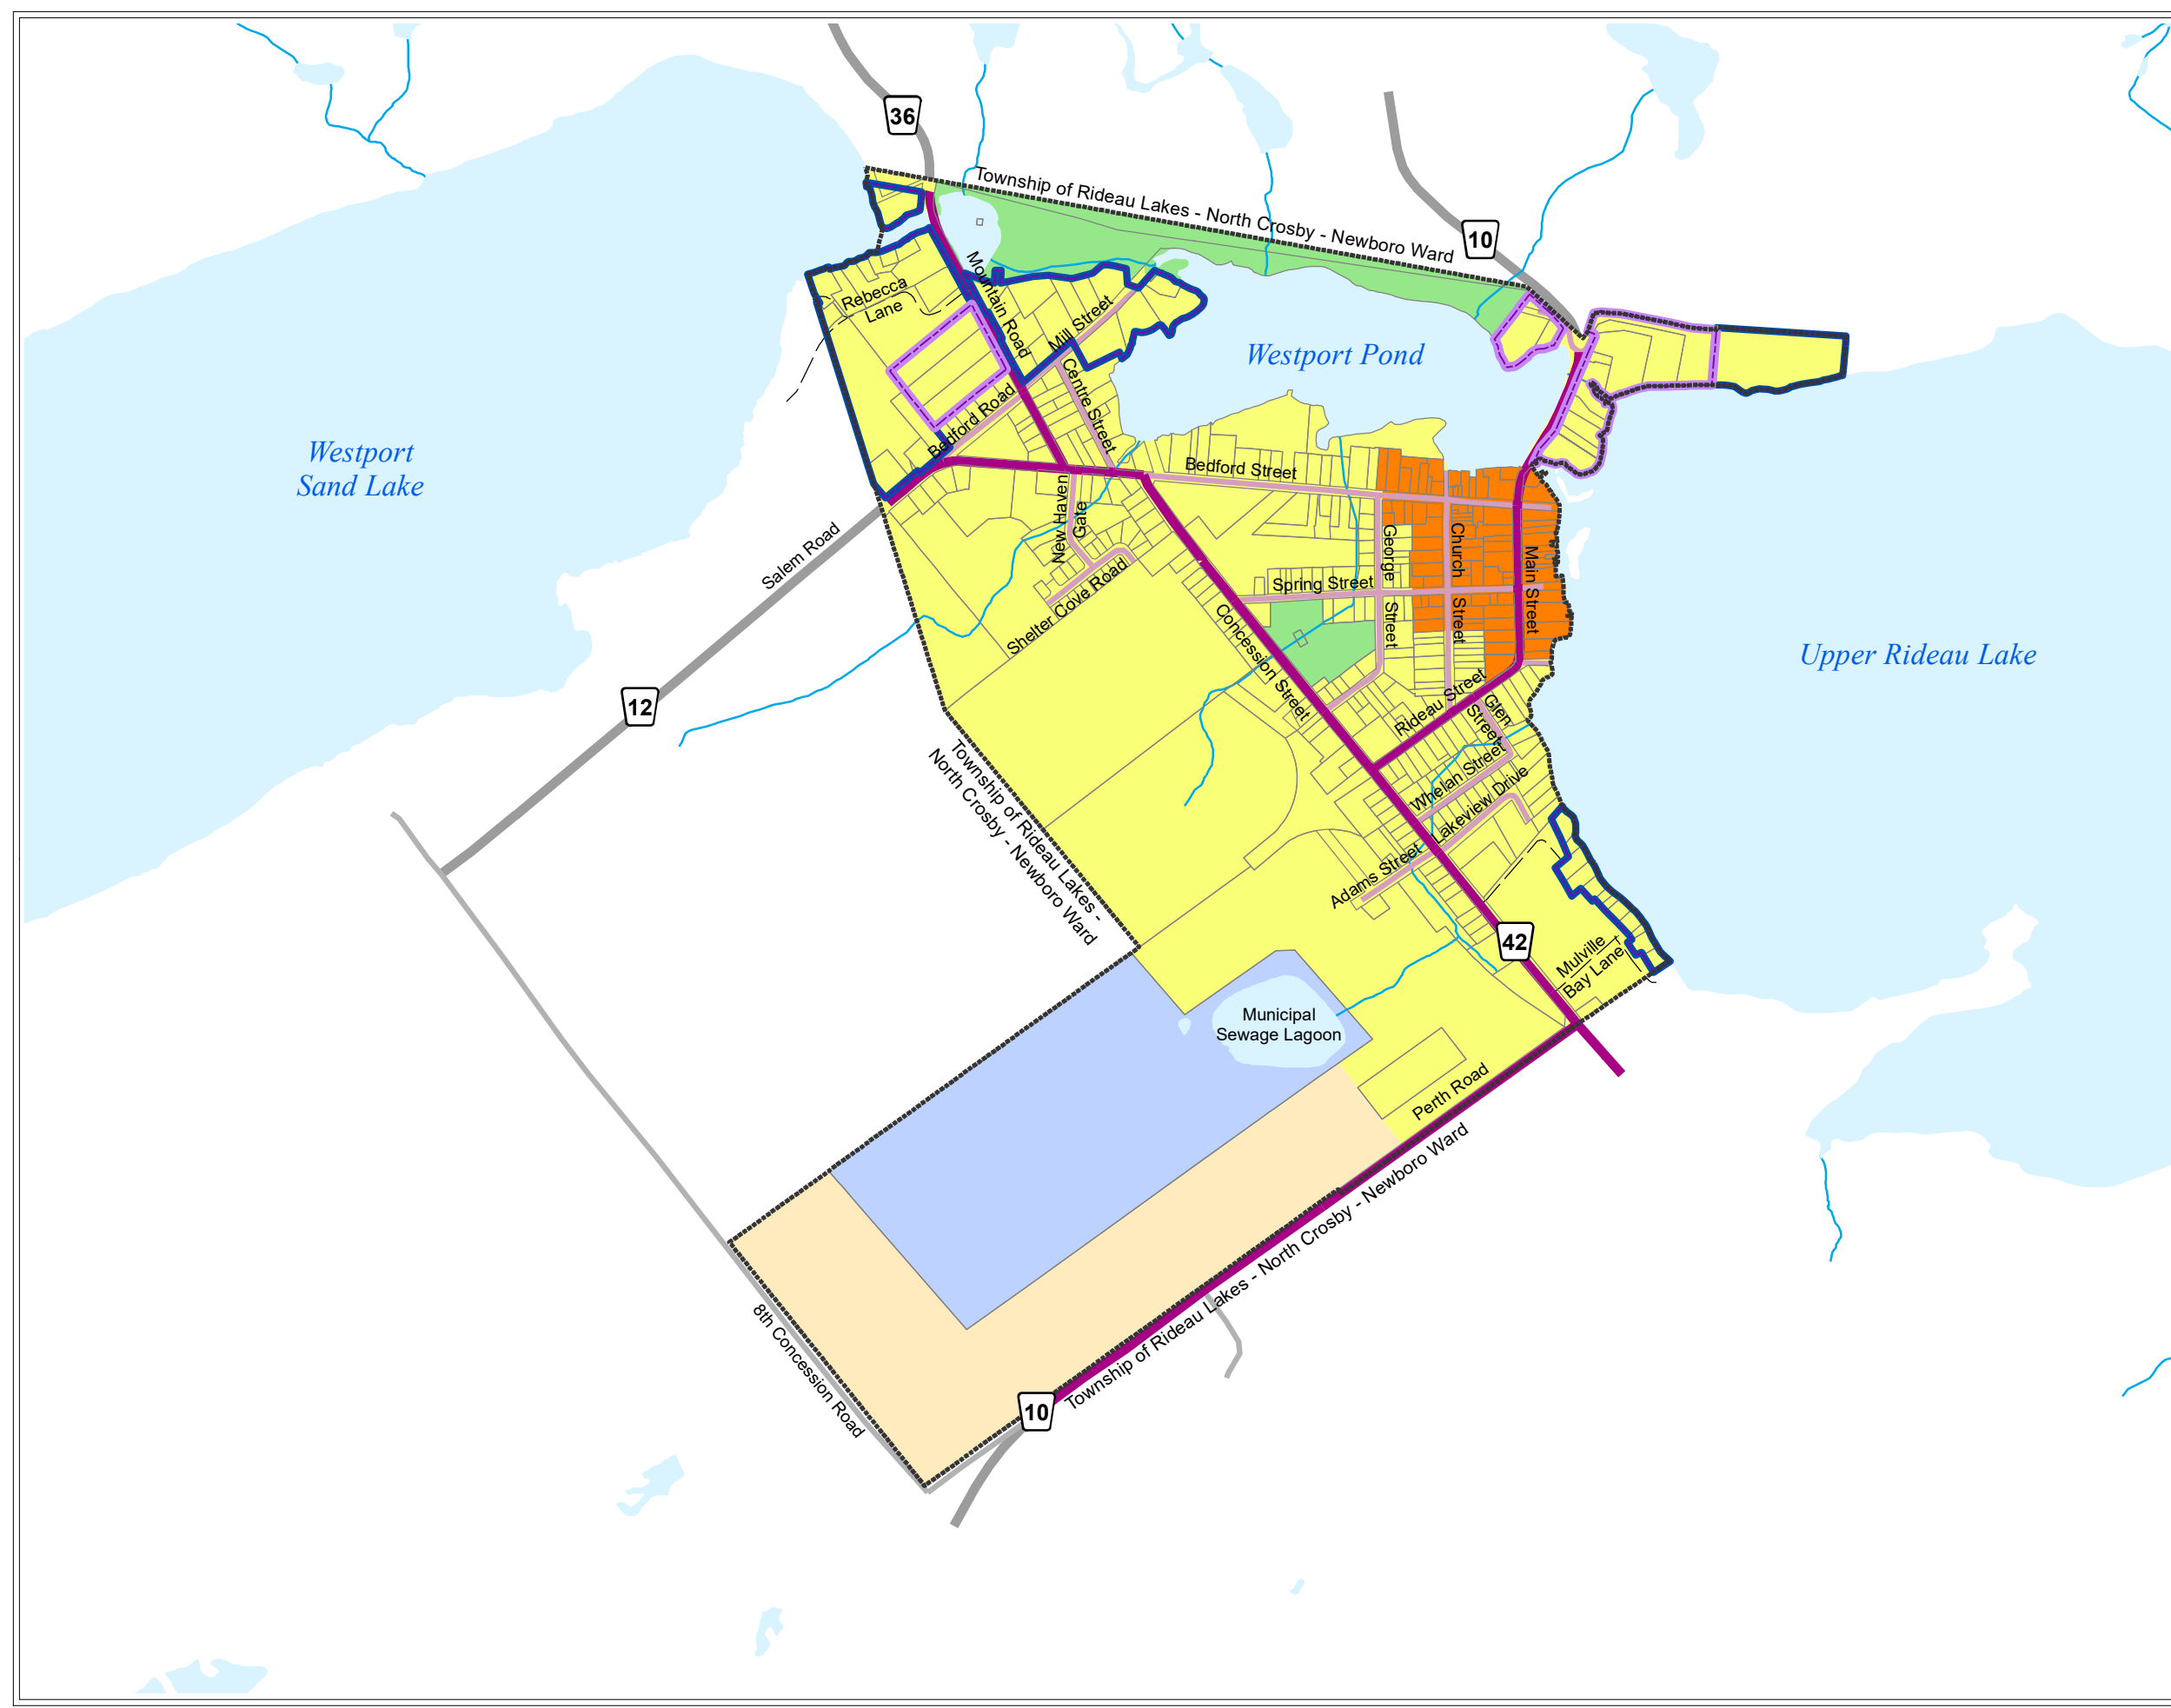 36
Township of Rideau Lakes - North Crosby - Newboro Ward
10
Mountain Road
Rebecca
Lane
Mill Street
Westport Pond
Centre Street
Bedford Road
Westport
Sand Lake
Bedford Street
New Haven
Gate
George
Street
Church
Street
Main Street
Salem Road
Spring Street
Shelter Cove Road
Concession Street
Upper Rideau Lake
12
Rideau Street
Glen
Street
Whelan Street
Lakeview Drive
Township of Rideau Lakes -
North Crosby - Newboro Ward
Adams Street
42
Mulville
Bay Lane
Municipal
Sewage Lagoon
Perth Road
Township of Rideau Lakes - North Crosby - Newboro Ward
8th Concession Road
10